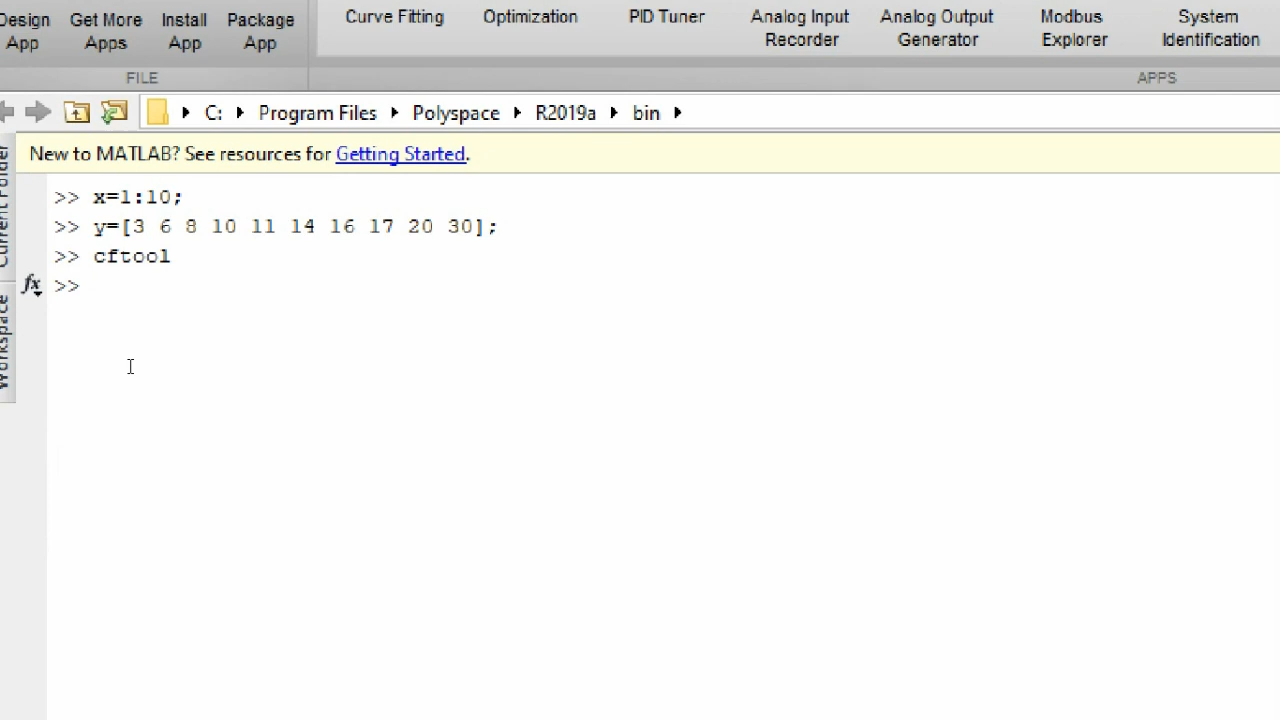 Design App
Get More Apps
Install App
Package App
Curve Fitting
Optimization
PID Tuner
Analog Input Recorder
Analog Output Generator
Modbus Explorer
System Identification
FILE
APPS
C: Program Files Polyspace R2019a bin
New to MATLAB? See resources for Getting Started.
Current Folder
Workspace
>> x=1:10;
>> y=[3 6 8 10 11 14 16 17 20 30];
>> cftool
fx >>